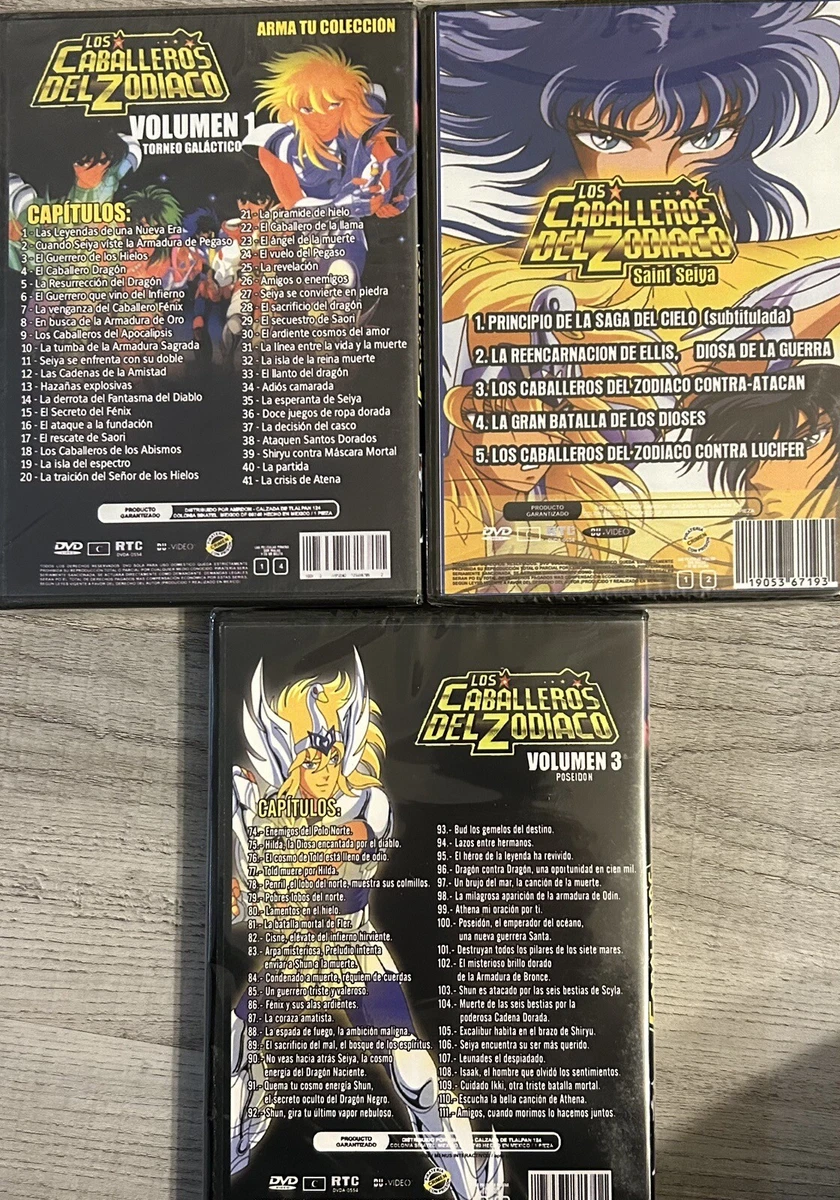 ARMA TU COLECCIÓN
LOS
CABALLEROS
DEL ZODIACO
VOLUMEN 1
TORNEO GALÁCTICO
CAPÍTULOS:
1 - Las Leyendas de una Nueva Era
2 - Cuando Seiya viste la Armadura de Pegaso
3 - El Guerrero de los Hielos
4 - El Caballero Dragón
5 - La Resurrección del Dragón
6 - El Guerrero que vino del Infierno
7 - La venganza del Caballero Fénix
8 - En busca de la Armadura de Oro
9 - Los Caballeros del Apocalipsis
10 - La tumba de la Armadura Sagrada
11 - Seiya se enfrenta con su doble
12 - Las Cadenas de la Amistad
13 - Hazañas explosivas
14 - La derrota del Fantasma del Diablo
15 - El Secreto del Fénix
16 - El ataque a la fundación
17 - El rescate de Saori
18 - Los Caballeros de los Abismos
19 - La isla del espectro
20 - La traición del Señor de los Hielos
21 - La piramide de hielo
22 - El Caballero de la llama
23 - El ángel de la muerte
24 - El vuelo del Pegaso
25 - La revelación
26 - Amigos o enemigos
27 - Seiya se convierte en piedra
28 - El sacrificio del dragón
29 - El secuestro de Saori
30 - El ardiente cosmos del amor
31 - La línea entre la vida y la muerte
32 - La isla de la reina muerte
33 - El llanto del dragón
34 - Adiós camarada
35 - La esperanza de Seiya
36 - Doce juegos de ropa dorada
37 - La decisión del casco
38 - Ataquen Santos Dorados
39 - Shiryu contra Máscara Mortal
40 - La partida
41 - La crisis de Atena
PRODUCTO
GARANTIZADO
DVD C RTC DU·VIDEO
1 4
LOS
CABALLEROS
DEL ZODIACO
Saint Seiya
1. PRINCIPIO DE LA SAGA DEL CIELO (subtitulada)
2. LA REENCARNACION DE ELLIS, DIOSA DE LA GUERRA
3. LOS CABALLEROS DEL ZODIACO CONTRA-ATACAN
4. LA GRAN BATALLA DE LOS DIOSES
5. LOS CABALLEROS DEL ZODIACO CONTRA LUCIFER
PRODUCTO
GARANTIZADO
DVD RTC DU·VIDEO
1 2
19053 67193
LOS
CABALLEROS
DEL ZODIACO
VOLUMEN 3
POSEIDON
CAPÍTULOS:
74.- Enemigos del Polo Norte.
75.- Hilda, la Diosa encantada por el diablo.
76.- El cosmo de Told está lleno de odio.
77.- Told muere por Hilda.
78.- Penril ,el lobo del norte, muestra sus colmillos.
79.- Pobres lobos del norte.
80.- Lamentos en el hielo.
81.- La batalla mortal de Fler.
82.- Cisne, elévate del infierno hirviente.
83.- Arpa misteriosa, Preludio intenta
enviar a Shun a la muerte.
84.- Condenado a muerte, réquiem de cuerdas
85.- Un guerrero triste y valeroso.
86.- Fénix y sus alas ardientes.
87.- La coraza amatista.
88.- La espada de fuego, la ambición maligna.
89.- El sacrificio del mal, el bosque de los espíritus.
90.- No veas hacia atrás Seiya, la cosmo
energía del Dragón Naciente.
91.- Quema tu cosmo energía Shun,
el secreto oculto del Dragón Negro.
92.- Shun, gira tu último vapor nebuloso.
93.- Bud los gemelos del destino.
94.- Lazos entre hermanos.
95.- El héroe de la leyenda ha revivido.
96.- Dragón contra Dragón, una oportunidad en cien mil.
97.- Un brujo del mar, la canción de la muerte.
98.- La milagrosa aparición de la armadura de Odín.
99.- Athena mi oración por ti.
100.- Poseidón, el emperador del océano,
una nueva guerrera Santa.
101.- Destruyan todos los pilares de los siete mares.
102.- El misterioso brillo dorado
de la Armadura de Bronce.
103.- Shun es atacado por las seis bestias de Scyla.
104.- Muerte de las seis bestias por la
poderosa Cadena Dorada.
105.- Excalibur habita en el brazo de Shiryu.
106.- Seiya encuentra su ser más querido.
107.- Leunades el despiadado.
108.- Isaak, el hombre que olvidó los sentimientos.
109.- Cuidado Ikki, otra triste batalla mortal.
110.- Escucha la bella canción de Athena.
111.- Amigos, cuando morimos lo hacemos juntos.
PRODUCTO
GARANTIZADO
DVD C RTC DU·VIDEO